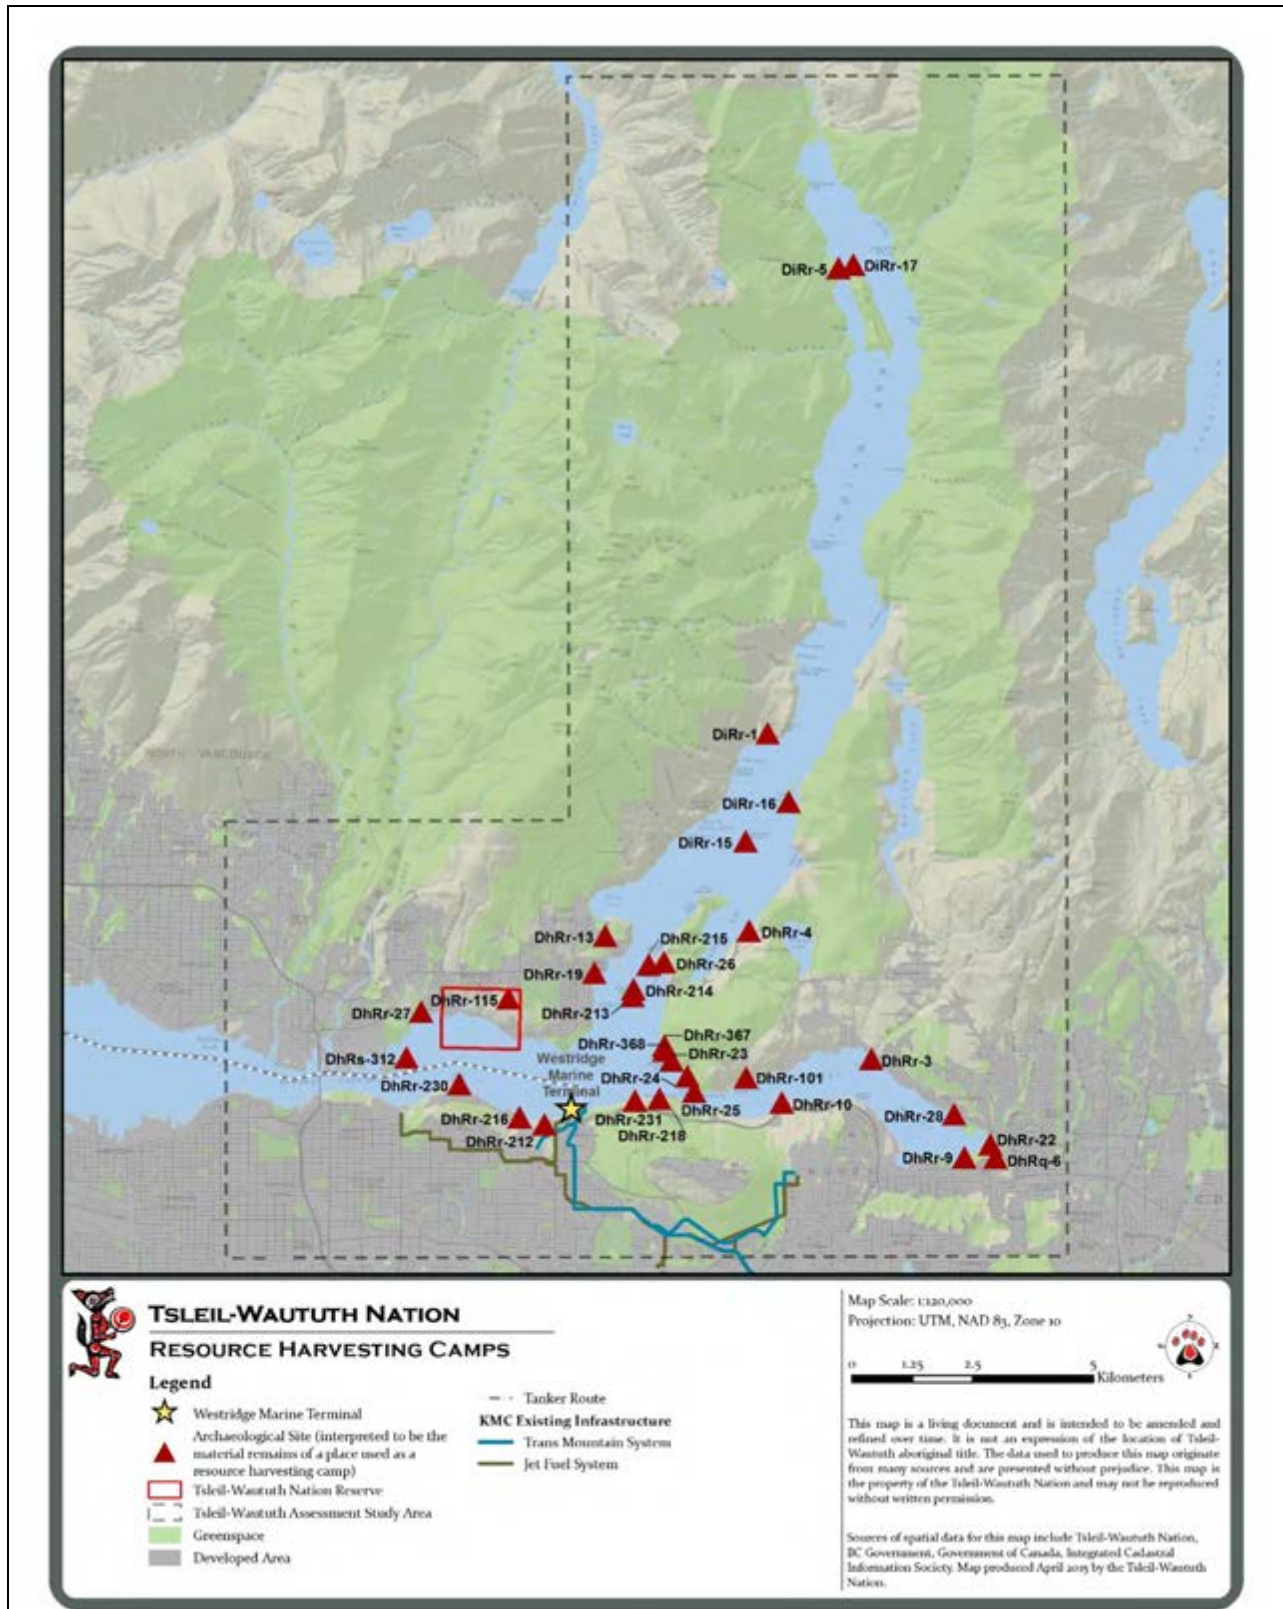 DiRr-5
DiRr-17
DiRr-1
DiRr-16
DiRr-15
DhRr-4
DhRr-13
DhRr-215
DhRr-26
DhRr-19
DhRr-214
DhRr-213
DhRr-115
DhRr-27
DhRr-367
DhRr-368
DhRr-23
DhRs-312
Westridge
Marine
Terminal
DhRr-3
DhRr-24
DhRr-101
DhRr-230
DhRr-25
DhRr-10
DhRr-216
DhRr-231
DhRr-28
DhRr-218
DhRr-212
DhRr-22
DhRr-9
DhRq-6
NORTH VANCOUVER
TSLEIL-WAUTUTH NATION
RESOURCE HARVESTING CAMPS
Legend
Westridge Marine Terminal
Archaeological Site (interpreted to be the
material remains of a place used as a
resource harvesting camp)
Tsleil-Waututh Nation Reserve
Tsleil-Waututh Assessment Study Area
Greenspace
Developed Area
Tanker Route
KMC Existing Infrastructure
Trans Mountain System
Jet Fuel System
Map Scale: 1:120,000
Projection: UTM, NAD 83, Zone 10
0 1.25 2.5 5
Kilometers
This map is a living document and is intended to be amended and
refined over time. It is not an expression of the location of Tsleil-
Waututh aboriginal title. The data used to produce this map originate
from many sources and are presented without prejudice. This map is
the property of the Tsleil-Waututh Nation and may not be reproduced
without written permission.
Sources of spatial data for this map include Tsleil-Waututh Nation,
BC Government, Government of Canada, Integrated Cadastral
Information Society. Map produced April 2015 by the Tsleil-Waututh
Nation.